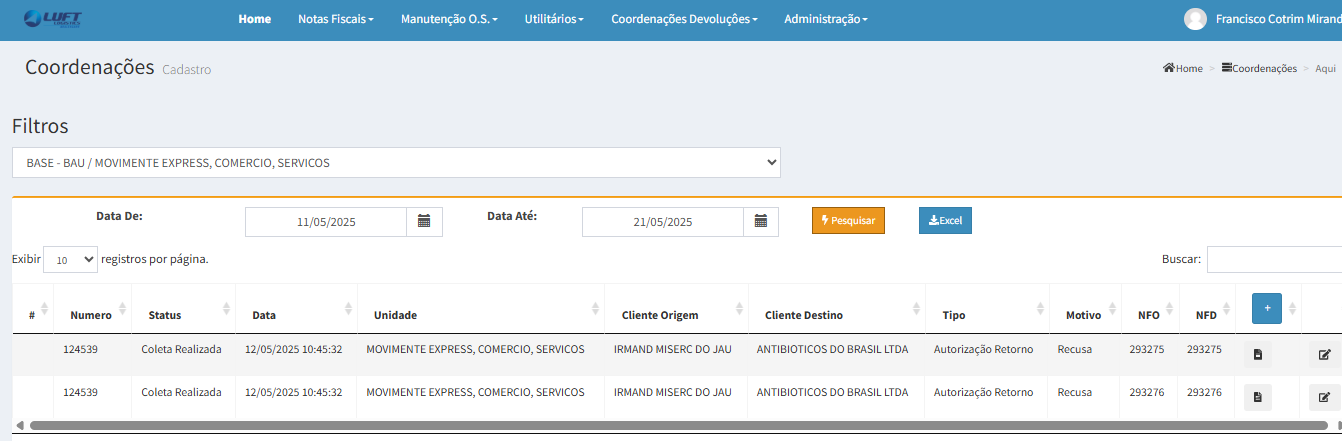 LUFT LOGISTICS Home Notas Fiscais Manutenção O.S. Utilitários Coordenações Devoluções Administração Francisco Cotrim Mirand
Coordenações Cadastro Home > Coordenações > Aqui
Filtros
BASE - BAU / MOVIMENTE EXPRESS, COMERCIO, SERVICOS
Data De: 11/05/2025 Data Até: 21/05/2025 Pesquisar Excel
Exibir 10 registros por página. Buscar:
# Numero Status Data Unidade Cliente Origem Cliente Destino Tipo Motivo NFO NFD +
124539 Coleta Realizada 12/05/2025 10:45:32 MOVIMENTE EXPRESS, COMERCIO, SERVICOS IRMAND MISERC DO JAU ANTIBIOTICOS DO BRASIL LTDA Autorização Retorno Recusa 293275 293275
124539 Coleta Realizada 12/05/2025 10:45:32 MOVIMENTE EXPRESS, COMERCIO, SERVICOS IRMAND MISERC DO JAU ANTIBIOTICOS DO BRASIL LTDA Autorização Retorno Recusa 293276 293276